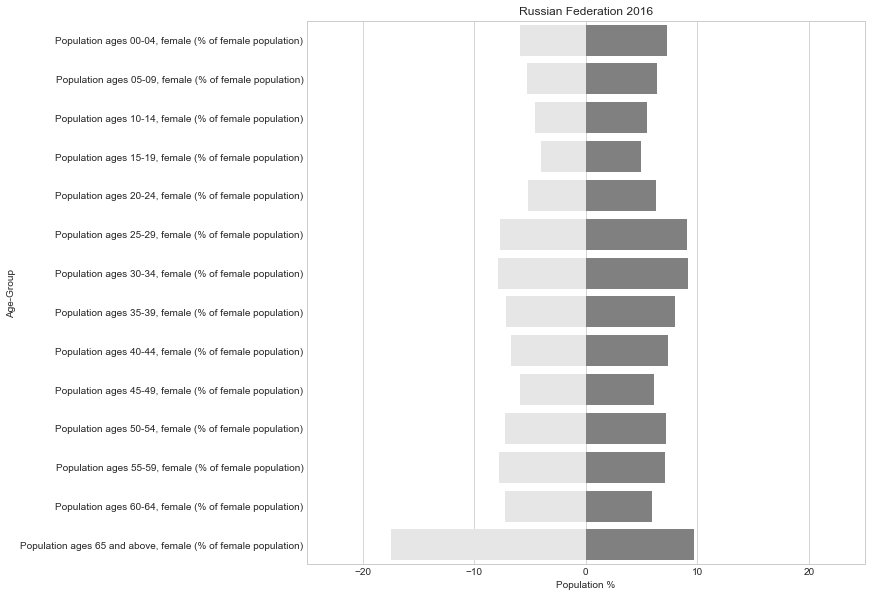 Russian Federation 2016
Population ages 00-04, female (% of female population)
Population ages 05-09, female (% of female population)
Population ages 10-14, female (% of female population)
Population ages 15-19, female (% of female population)
Population ages 20-24, female (% of female population)
Population ages 25-29, female (% of female population)
Population ages 30-34, female (% of female population)
Population ages 35-39, female (% of female population)
Population ages 40-44, female (% of female population)
Population ages 45-49, female (% of female population)
Population ages 50-54, female (% of female population)
Population ages 55-59, female (% of female population)
Population ages 60-64, female (% of female population)
Population ages 65 and above, female (% of female population)
Age-Group
−20 −10 0 10 20
Population %